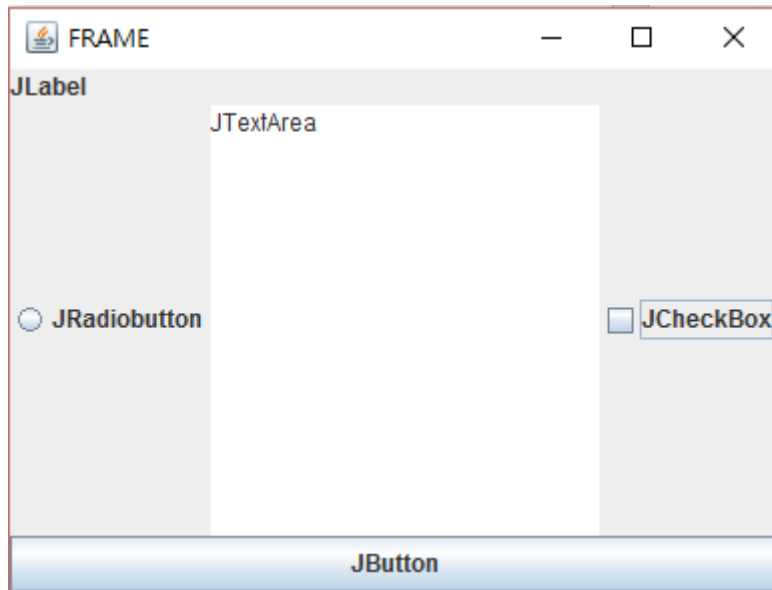 FRAME
JLabel
JTextArea
JRadiobutton
JCheckBox
JButton